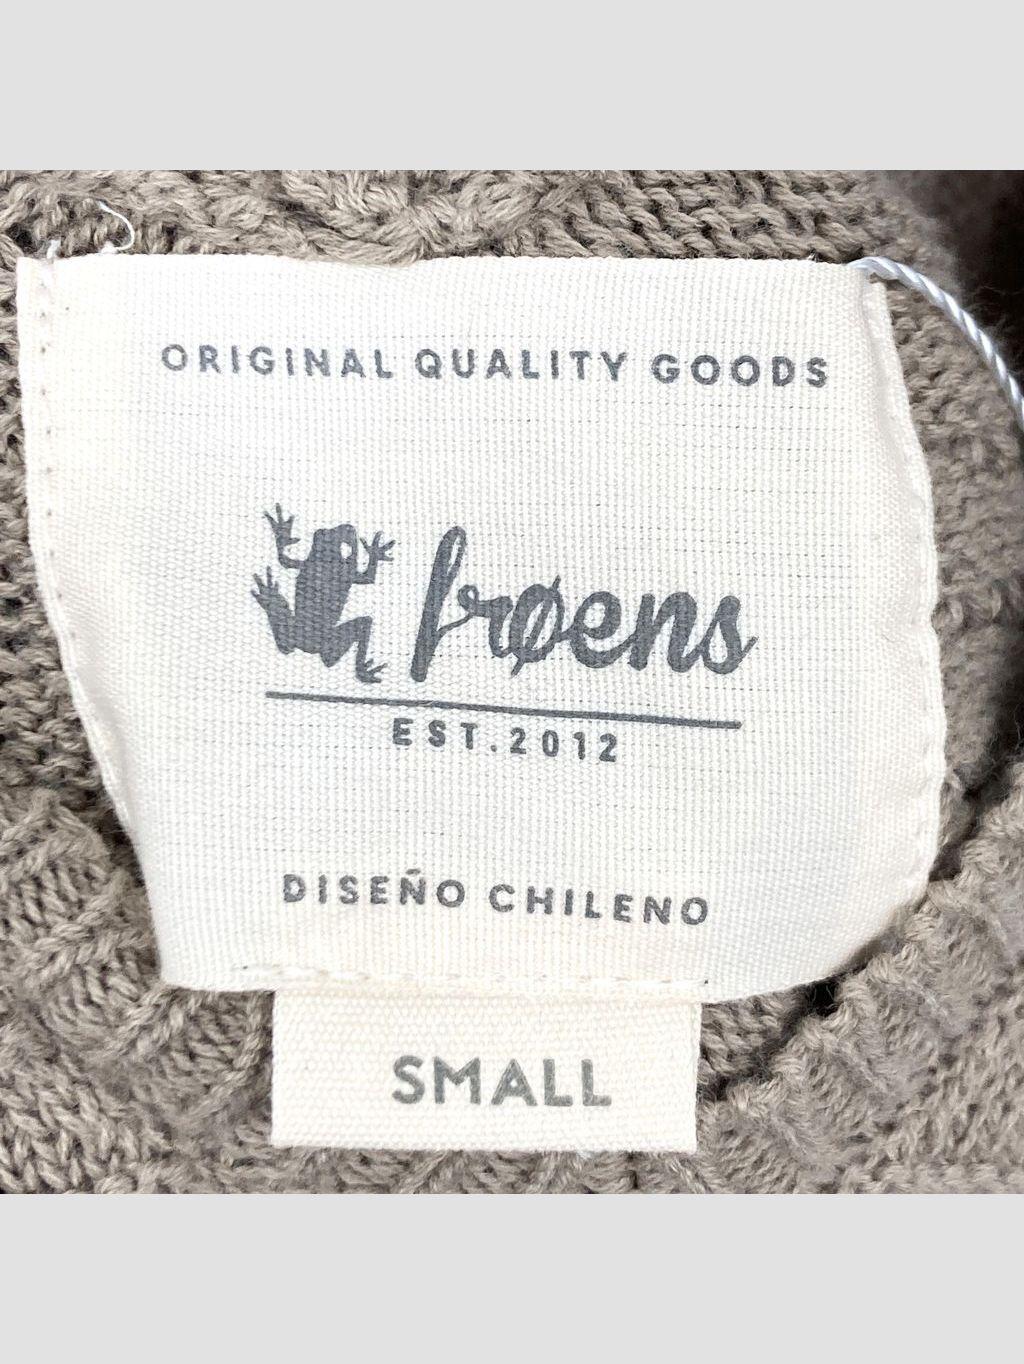 ORIGINAL QUALITY GOODS
frøens
EST.2012
DISEÑO CHILENO
SMALL